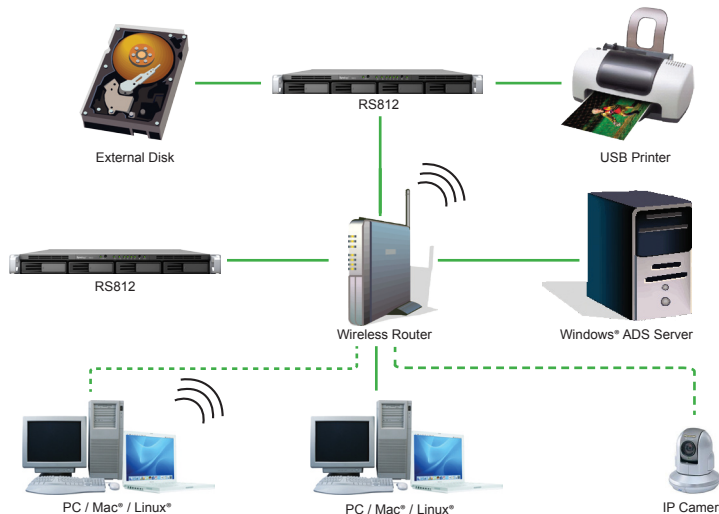 RS812
External Disk
USB Printer
RS812
Wireless Router
Windows® ADS Server
PC / Mac® / Linux®
PC / Mac® / Linux®
IP Camer